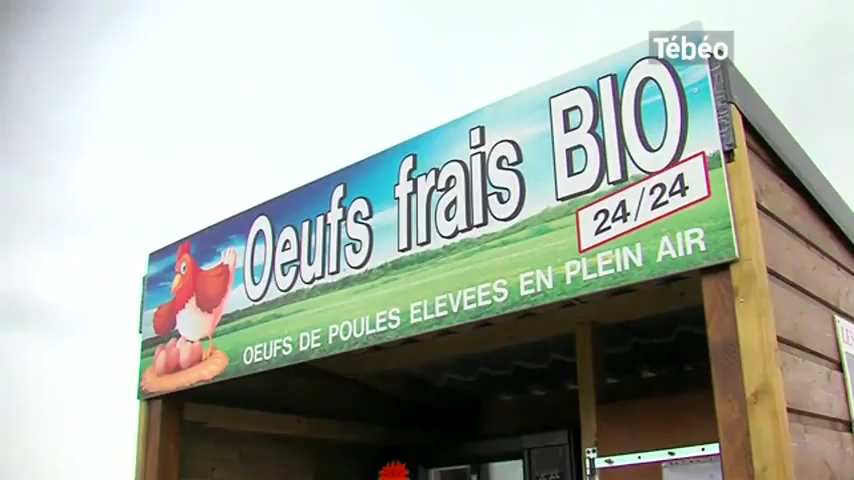 Tébéo
Oeufs frais BIO
24/24
OEUFS DE POULES ELEVEES EN PLEIN AIR